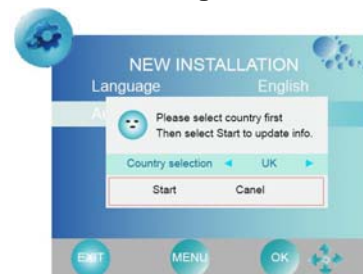 NEW INSTALLATION
Language English
Please select country first
Then select Start to update info.
Country selection UK
Start Canel
EXIT MENU OK